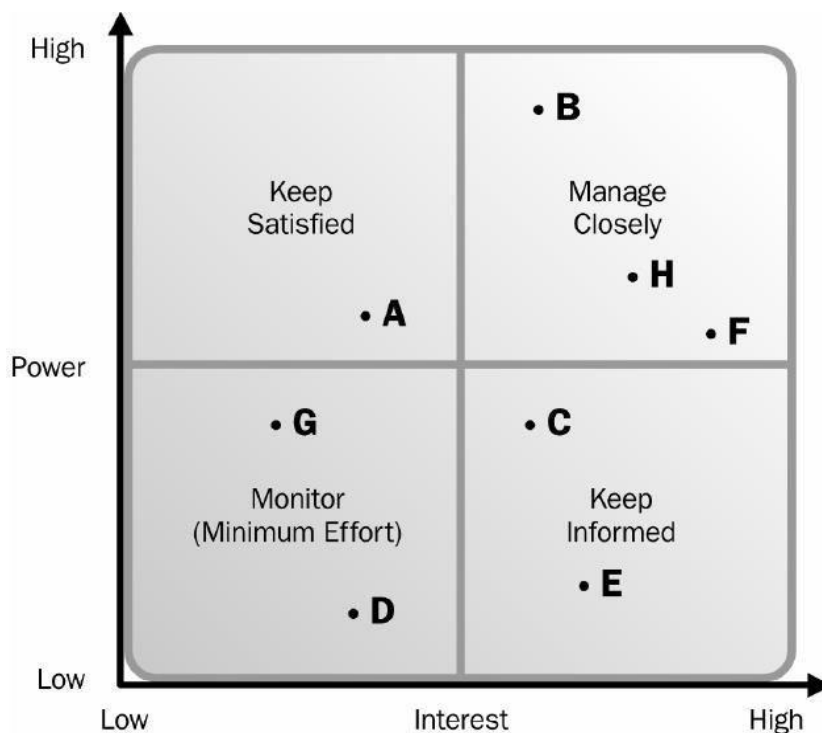 High
B
Keep
Satisfied
Manage
Closely
H
A
F
Power
G
C
Monitor
(Minimum Effort)
Keep
Informed
E
D
Low
Low
Interest
High